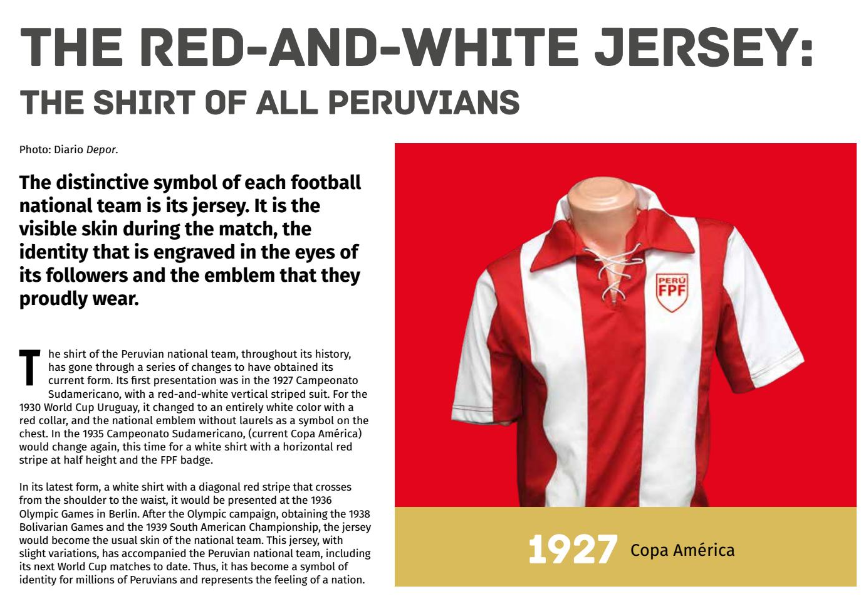 THE RED-AND-WHITE JERSEY:
THE SHIRT OF ALL PERUVIANS
Photo: Diario Depor.
The distinctive symbol of each football
national team is its jersey. It is the
visible skin during the match, the
identity that is engraved in the eyes of
its followers and the emblem that they
proudly wear.
The shirt of the Peruvian national team, throughout its history,
has gone through a series of changes to have obtained its
current form. Its first presentation was in the 1927 Campeonato
Sudamericano, with a red-and-white vertical striped suit. For the
1930 World Cup Uruguay, it changed to an entirely white color with a
red collar, and the national emblem without laurels as a symbol on the
chest. In the 1935 Campeonato Sudamericano, (current Copa América)
would change again, this time for a white shirt with a horizontal red
stripe at half height and the FPF badge.
In its latest form, a white shirt with a diagonal red stripe that crosses
from the shoulder to the waist, it would be presented at the 1936
Olympic Games in Berlin. After the Olympic campaign, obtaining the 1938
Bolivarian Games and the 1939 South American Championship, the jersey
would become the usual skin of the national team. This jersey, with
slight variations, has accompanied the Peruvian national team, including
its next World Cup matches to date. Thus, it has become a symbol of
identity for millions of Peruvians and represents the feeling of a nation.
PERÚ
FPF
1927 Copa América